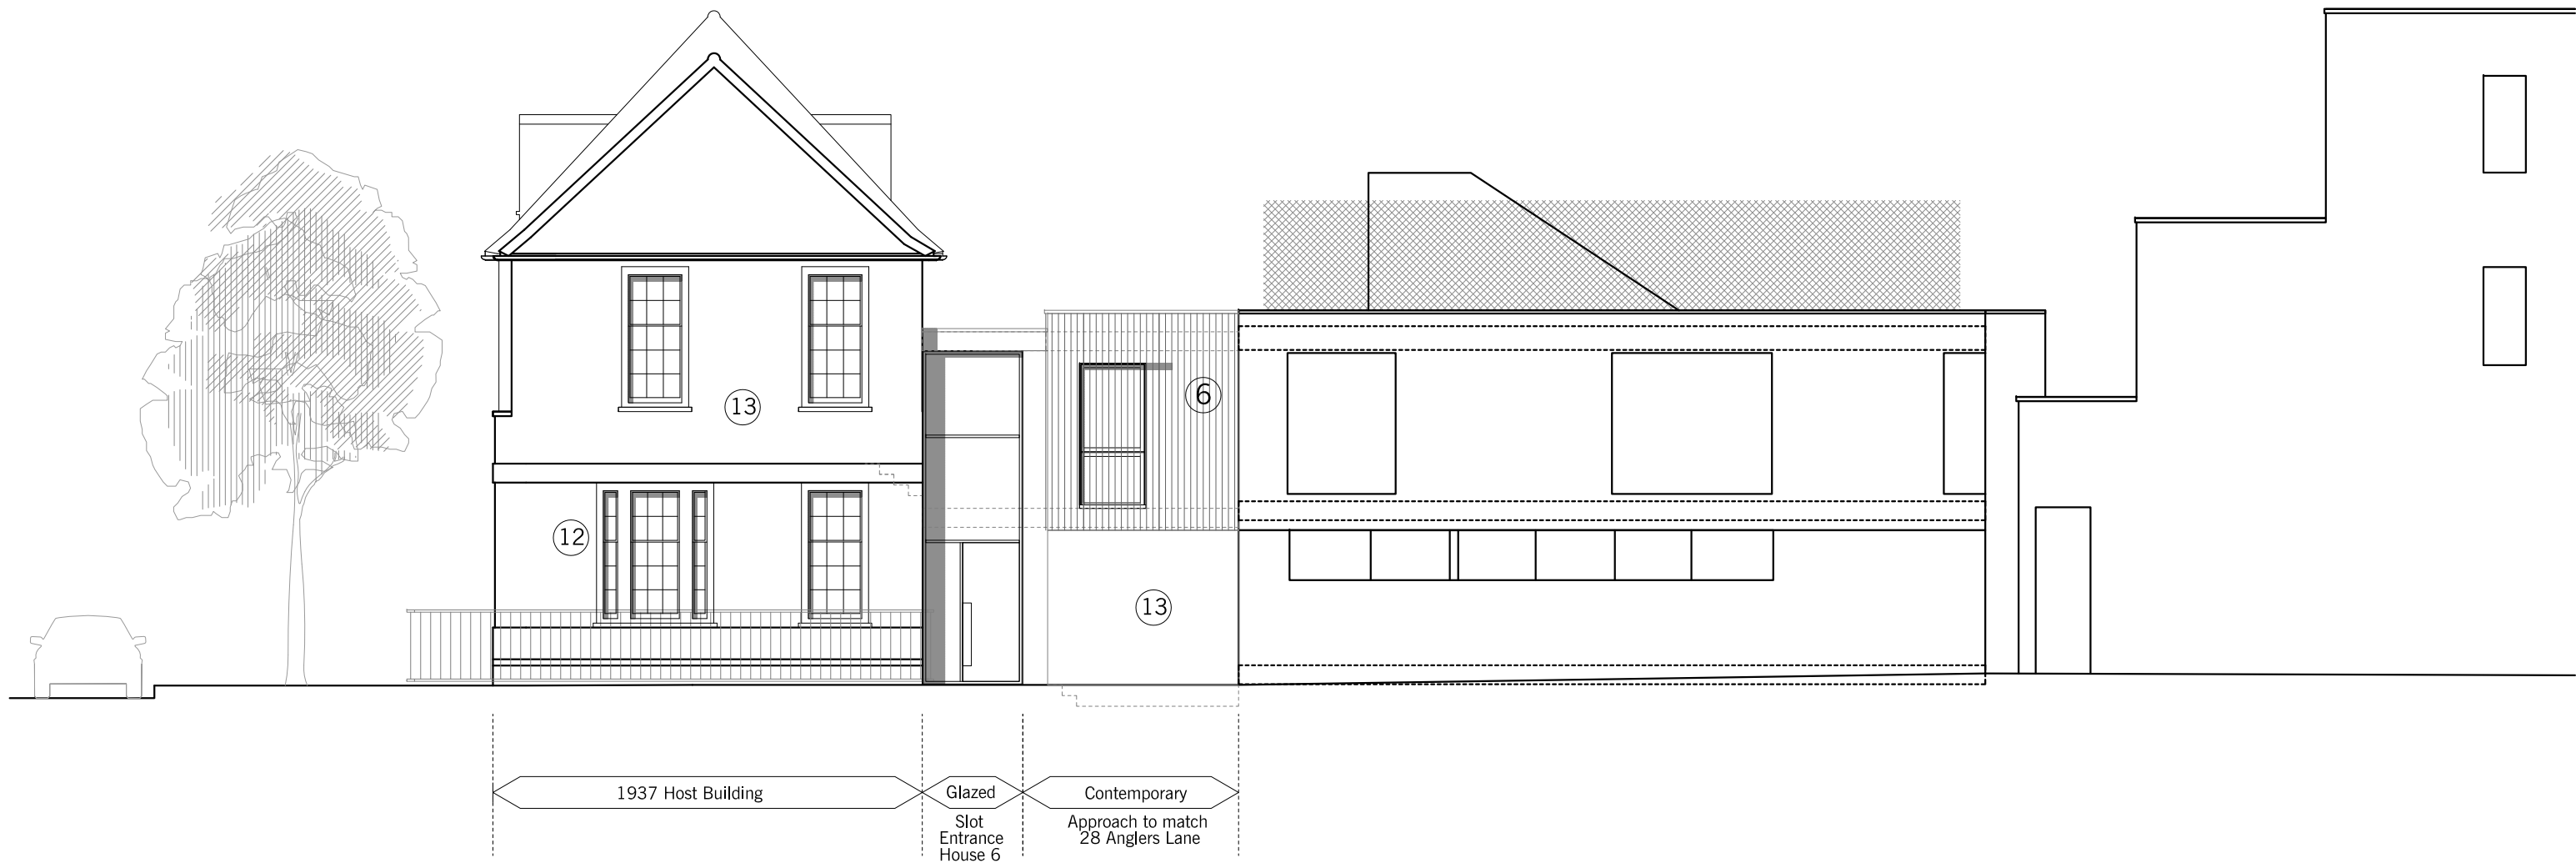 6
13
12
13
1937 Host Building
Glazed
Contemporary
Slot
Entrance
House 6
Approach to match
28 Anglers Lane